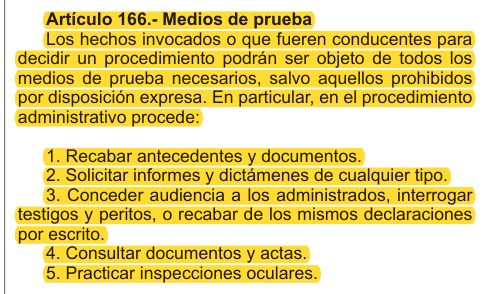 Artículo 166.- Medios de prueba
Los hechos invocados o que fueren conducentes para
decidir un procedimiento podrán ser objeto de todos los
medios de prueba necesarios, salvo aquellos prohibidos
por disposición expresa. En particular, en el procedimiento
administrativo procede:
1. Recabar antecedentes y documentos.
2. Solicitar informes y dictámenes de cualquier tipo.
3. Conceder audiencia a los administrados, interrogar
testigos y peritos, o recabar de los mismos declaraciones
por escrito.
4. Consultar documentos y actas.
5. Practicar inspecciones oculares.